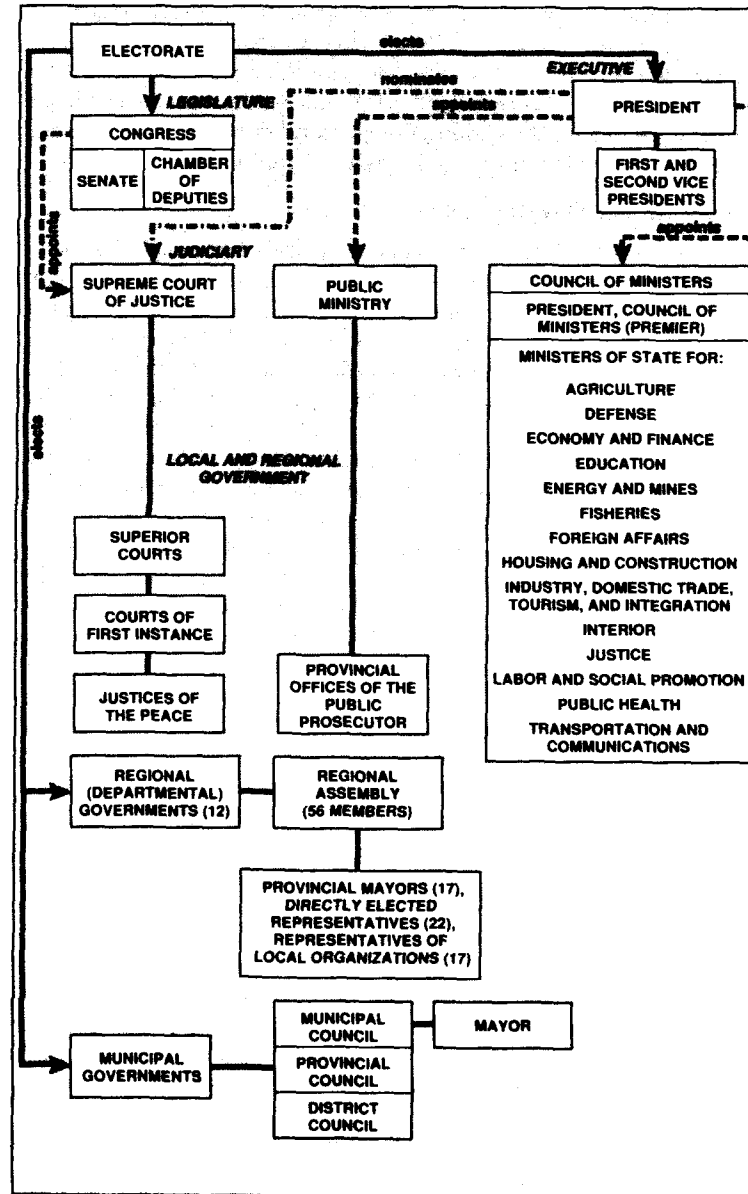 ELECTORATE
elects
EXECUTIVE
nominates
PRESIDENT
appoints
LEGISLATURE
CONGRESS
SENATE
CHAMBER
OF
DEPUTIES
FIRST AND
SECOND VICE
PRESIDENTS
appoints
appoints
JUDICIARY
SUPREME COURT
OF JUSTICE
PUBLIC
MINISTRY
COUNCIL OF MINISTERS
PRESIDENT, COUNCIL OF
MINISTERS (PREMIER)
MINISTERS OF STATE FOR:
AGRICULTURE
DEFENSE
ECONOMY AND FINANCE
EDUCATION
ENERGY AND MINES
FISHERIES
FOREIGN AFFAIRS
HOUSING AND CONSTRUCTION
INDUSTRY, DOMESTIC TRADE,
TOURISM, AND INTEGRATION
INTERIOR
JUSTICE
LABOR AND SOCIAL PROMOTION
PUBLIC HEALTH
TRANSPORTATION AND
COMMUNICATIONS
elects
LOCAL AND REGIONAL
GOVERNMENT
SUPERIOR
COURTS
COURTS OF
FIRST INSTANCE
JUSTICES OF
THE PEACE
PROVINCIAL
OFFICES OF THE
PUBLIC
PROSECUTOR
REGIONAL
(DEPARTMENTAL)
GOVERNMENTS (12)
REGIONAL
ASSEMBLY
(56 MEMBERS)
PROVINCIAL MAYORS (17),
DIRECTLY ELECTED
REPRESENTATIVES (22),
REPRESENTATIVES OF
LOCAL ORGANIZATIONS (17)
MUNICIPAL
GOVERNMENTS
MUNICIPAL
COUNCIL
MAYOR
PROVINCIAL
COUNCIL
DISTRICT
COUNCIL